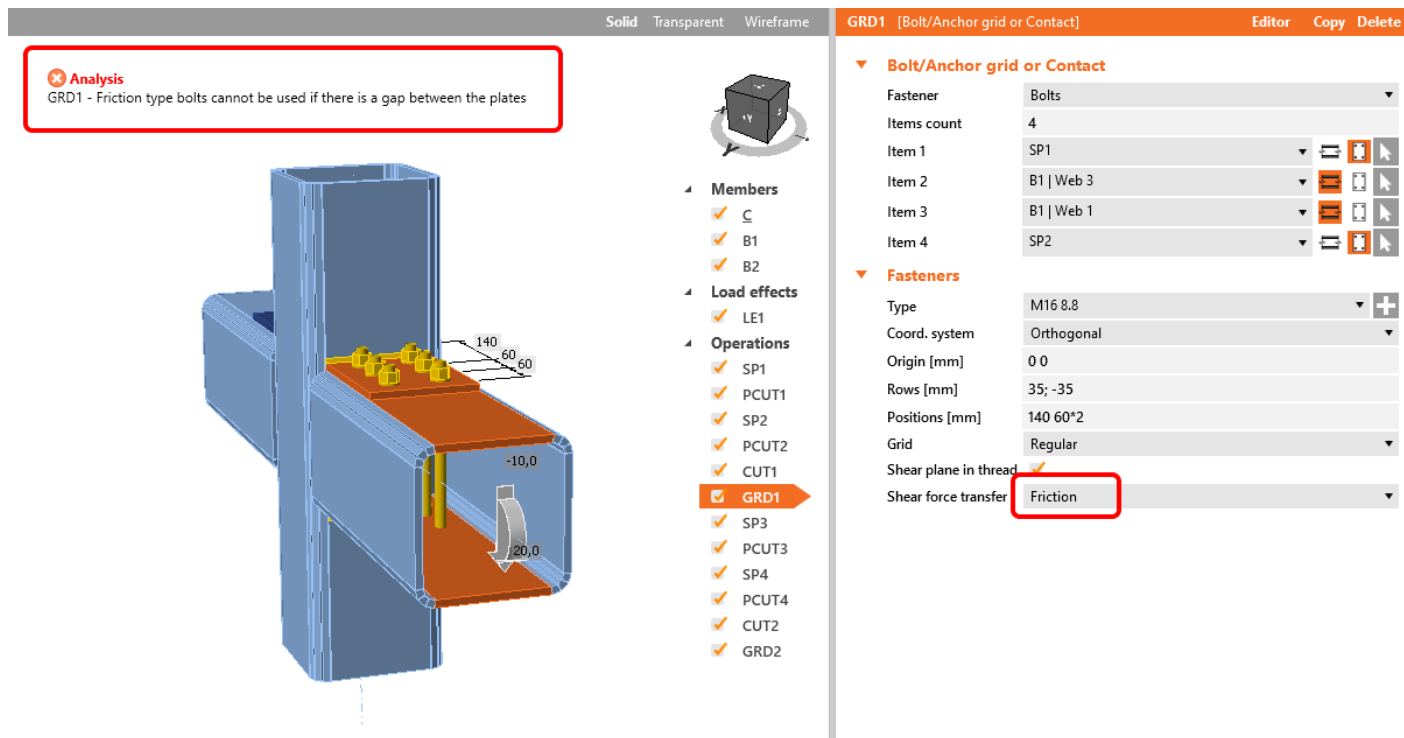 Solid Transparent Wireframe
Analysis
GRD1 - Friction type bolts cannot be used if there is a gap between the plates
+Y
Y
140
60
60
-10,0
20,0
Members
C
B1
B2
Load effects
LE1
Operations
SP1
PCUT1
SP2
PCUT2
CUT1
GRD1
SP3
PCUT3
SP4
PCUT4
CUT2
GRD2
GRD1 [Bolt/Anchor grid or Contact] Editor Copy Delete
Bolt/Anchor grid or Contact
Fastener Bolts
Items count 4
Item 1 SP1
Item 2 B1 | Web 3
Item 3 B1 | Web 1
Item 4 SP2
Fasteners
Type M16 8.8
Coord. system Orthogonal
Origin [mm] 0 0
Rows [mm] 35; -35
Positions [mm] 140 60*2
Grid Regular
Shear plane in thread
Shear force transfer Friction